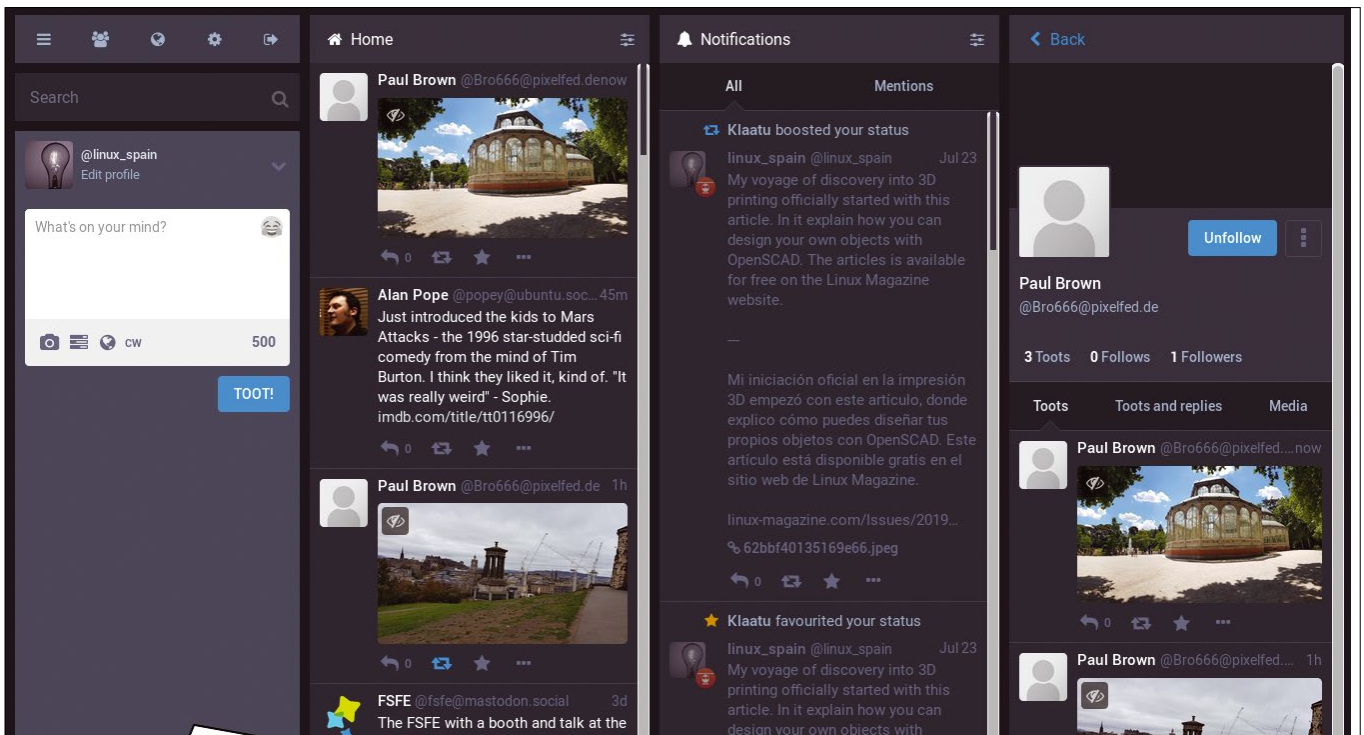 Search
@linux_spain
Edit profile
What's on your mind?
CW
500
TOOT!
Home
Paul Brown @Bro666@pixelfed.denow
0
Alan Pope @popey@ubuntu.soc... 45m
Just introduced the kids to Mars
Attacks - the 1996 star-studded sci-fi
comedy from the mind of Tim
Burton. I think they liked it, kind of. "It
was really weird" - Sophie.
imdb.com/title/tt0116996/
0
Paul Brown @Bro666@pixelfed.de 1h
0
FSFE @fsfe@mastodon.social 3d
The FSFE with a booth and talk at the
Notifications
All Mentions
Klaatu boosted your status
linux_spain @linux_spain Jul 23
My voyage of discovery into 3D
printing officially started with this
article. In it explain how you can
design your own objects with
OpenSCAD. The articles is available
for free on the Linux Magazine
website.
—
Mi iniciación oficial en la impresión
3D empezó con este artículo, donde
explico cómo puedes diseñar tus
propios objetos con OpenSCAD. Este
artículo está disponible gratis en el
sitio web de Linux Magazine.
linux-magazine.com/Issues/2019...
62bbf40135169e66.jpeg
0
Klaatu favourited your status
linux_spain @linux_spain Jul 23
My voyage of discovery into 3D
printing officially started with this
article. In it explain how you can
design your own objects with
Back
Unfollow
Paul Brown
@Bro666@pixelfed.de
3 Toots 0 Follows 1 Followers
Toots Toots and replies Media
Paul Brown @Bro666@pixelfed....now
0
Paul Brown @Bro666@pixelfed.... 1h